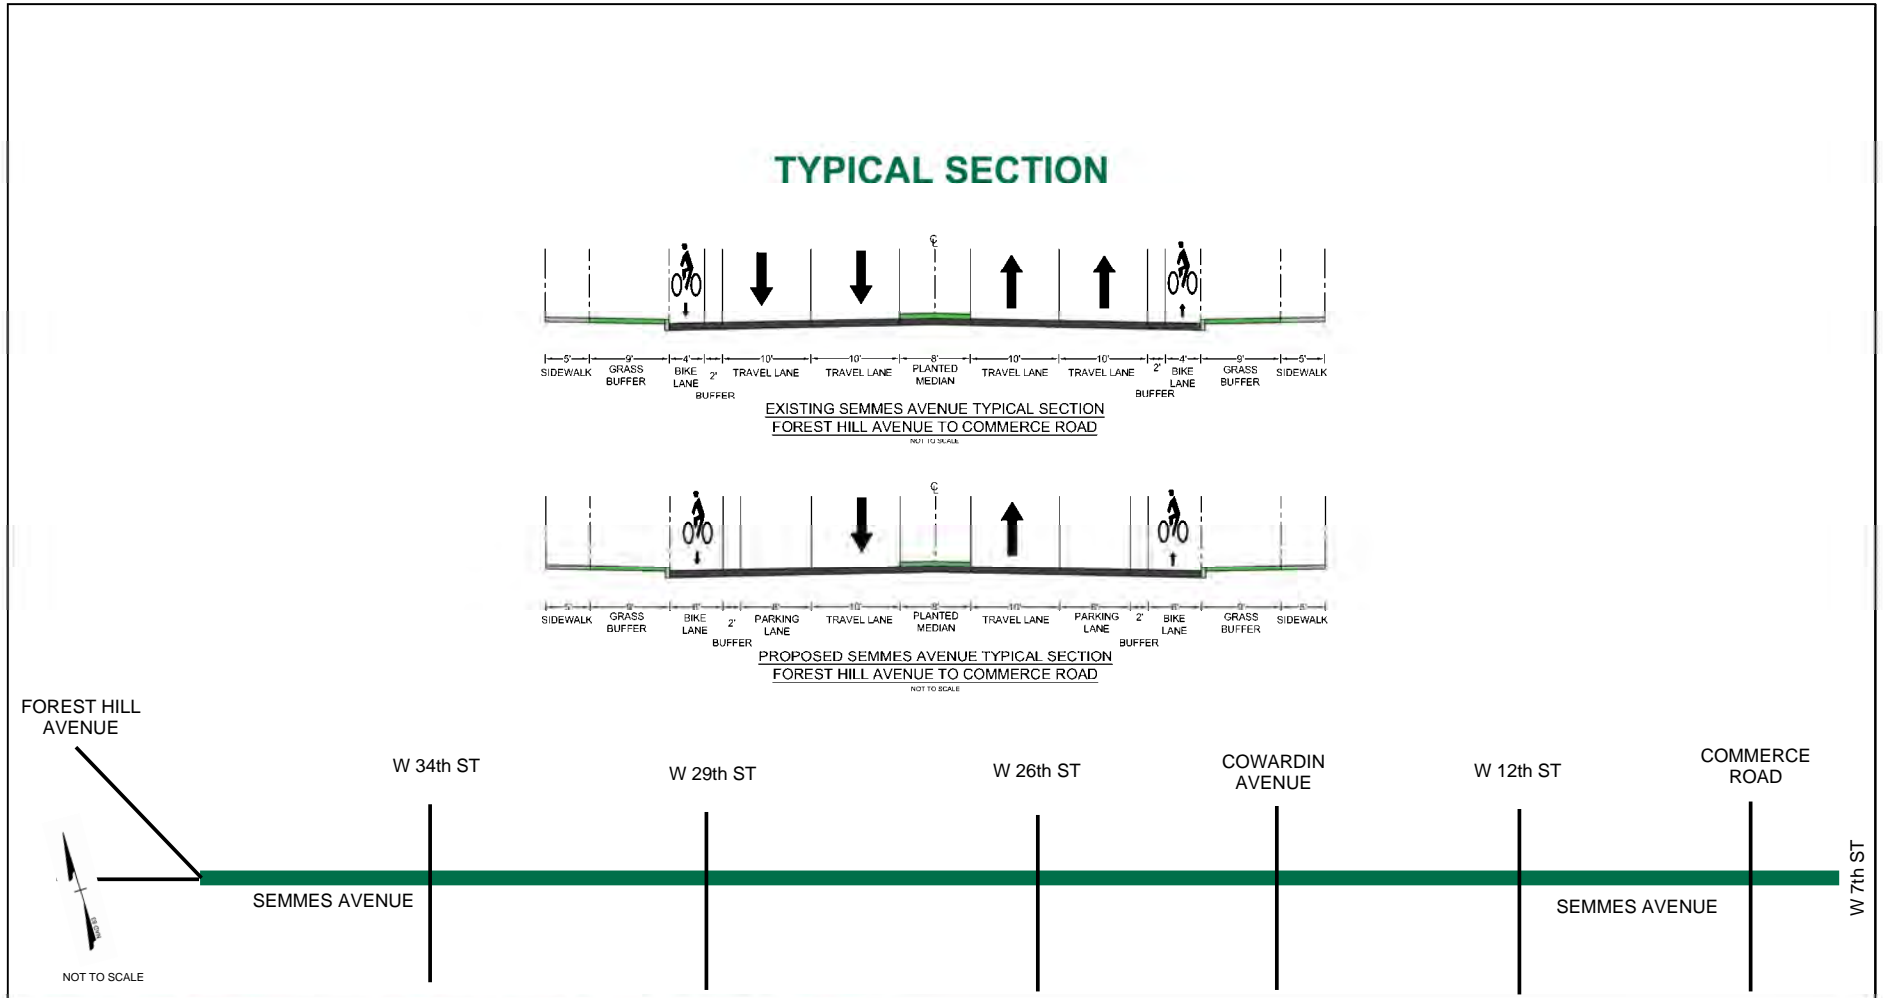 TYPICAL SECTION
℄
5' 9' 4' 10' 10' 8' 10' 10' 4' 9' 5'
SIDEWALK GRASS BUFFER BIKE LANE 2' BUFFER TRAVEL LANE TRAVEL LANE PLANTED MEDIAN TRAVEL LANE TRAVEL LANE 2' BUFFER BIKE LANE GRASS BUFFER SIDEWALK
EXISTING SEMMES AVENUE TYPICAL SECTION
FOREST HILL AVENUE TO COMMERCE ROAD
NOT TO SCALE
℄
SIDEWALK GRASS BUFFER BIKE LANE 2' BUFFER PARKING LANE TRAVEL LANE PLANTED MEDIAN TRAVEL LANE PARKING LANE 2' BUFFER BIKE LANE GRASS BUFFER SIDEWALK
PROPOSED SEMMES AVENUE TYPICAL SECTION
FOREST HILL AVENUE TO COMMERCE ROAD
NOT TO SCALE
FOREST HILL
AVENUE
W 34th ST
W 29th ST
W 26th ST
COWARDIN
AVENUE
W 12th ST
COMMERCE
ROAD
W 7th ST
SEMMES AVENUE
SEMMES AVENUE
NOT TO SCALE